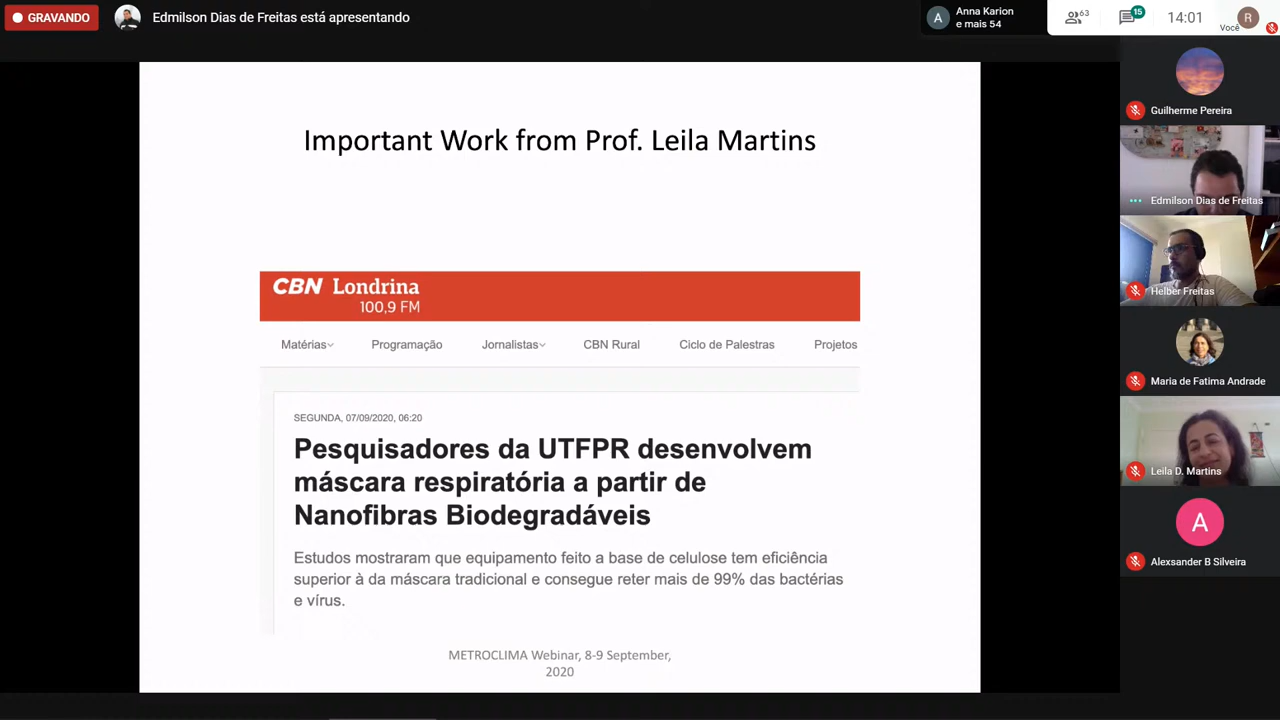 GRAVANDO
Edmilson Dias de Freitas está apresentando
A
Anna Karion
e mais 54
63
15
14:01
Você
R
Important Work from Prof. Leila Martins
CBN Londrina
100,9 FM
Matérias
Programação
Jornalistas
CBN Rural
Ciclo de Palestras
Projetos
SEGUNDA, 07/09/2020, 06:20
Pesquisadores da UTFPR desenvolvem
máscara respiratória a partir de
Nanofibras Biodegradáveis
Estudos mostraram que equipamento feito a base de celulose tem eficiência
superior à da máscara tradicional e consegue reter mais de 99% das bactérias
e vírus.
METROCLIMA Webinar, 8-9 September,
2020
Guilherme Pereira
Edmilson Dias de Freitas
Helber Freitas
Maria de Fatima Andrade
Leila D. Martins
A
Alexsander B Silveira